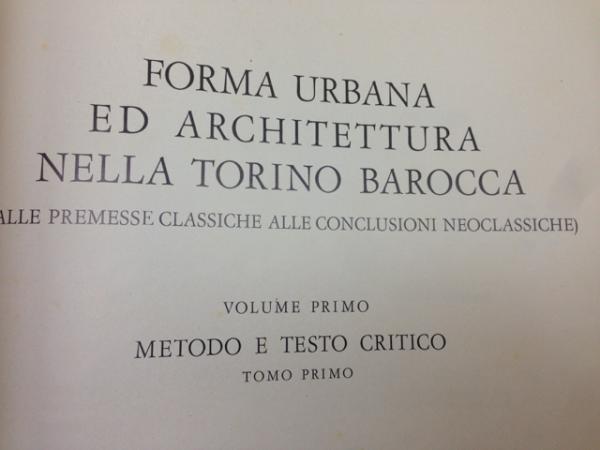 FORMA URBANA
ED ARCHITETTURA
NELLA TORINO BAROCCA
ALLE PREMESSE CLASSICHE ALLE CONCLUSIONI NEOCLASSICHE)
VOLUME PRIMO
METODO E TESTO CRITICO
TOMO PRIMO